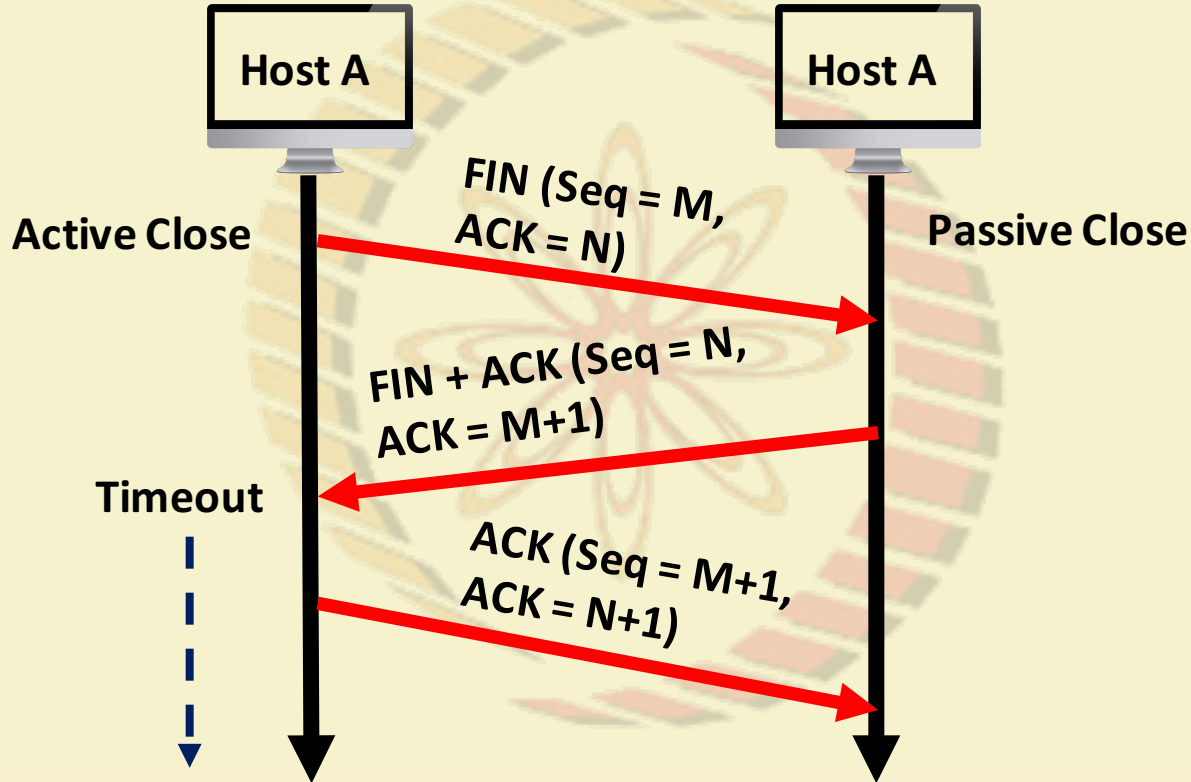 Host A
Host A
FIN (Seq = M,
ACK = N)
Active Close
Passive Close
FIN + ACK (Seq = N,
ACK = M+1)
Timeout
ACK (Seq = M+1,
ACK = N+1)